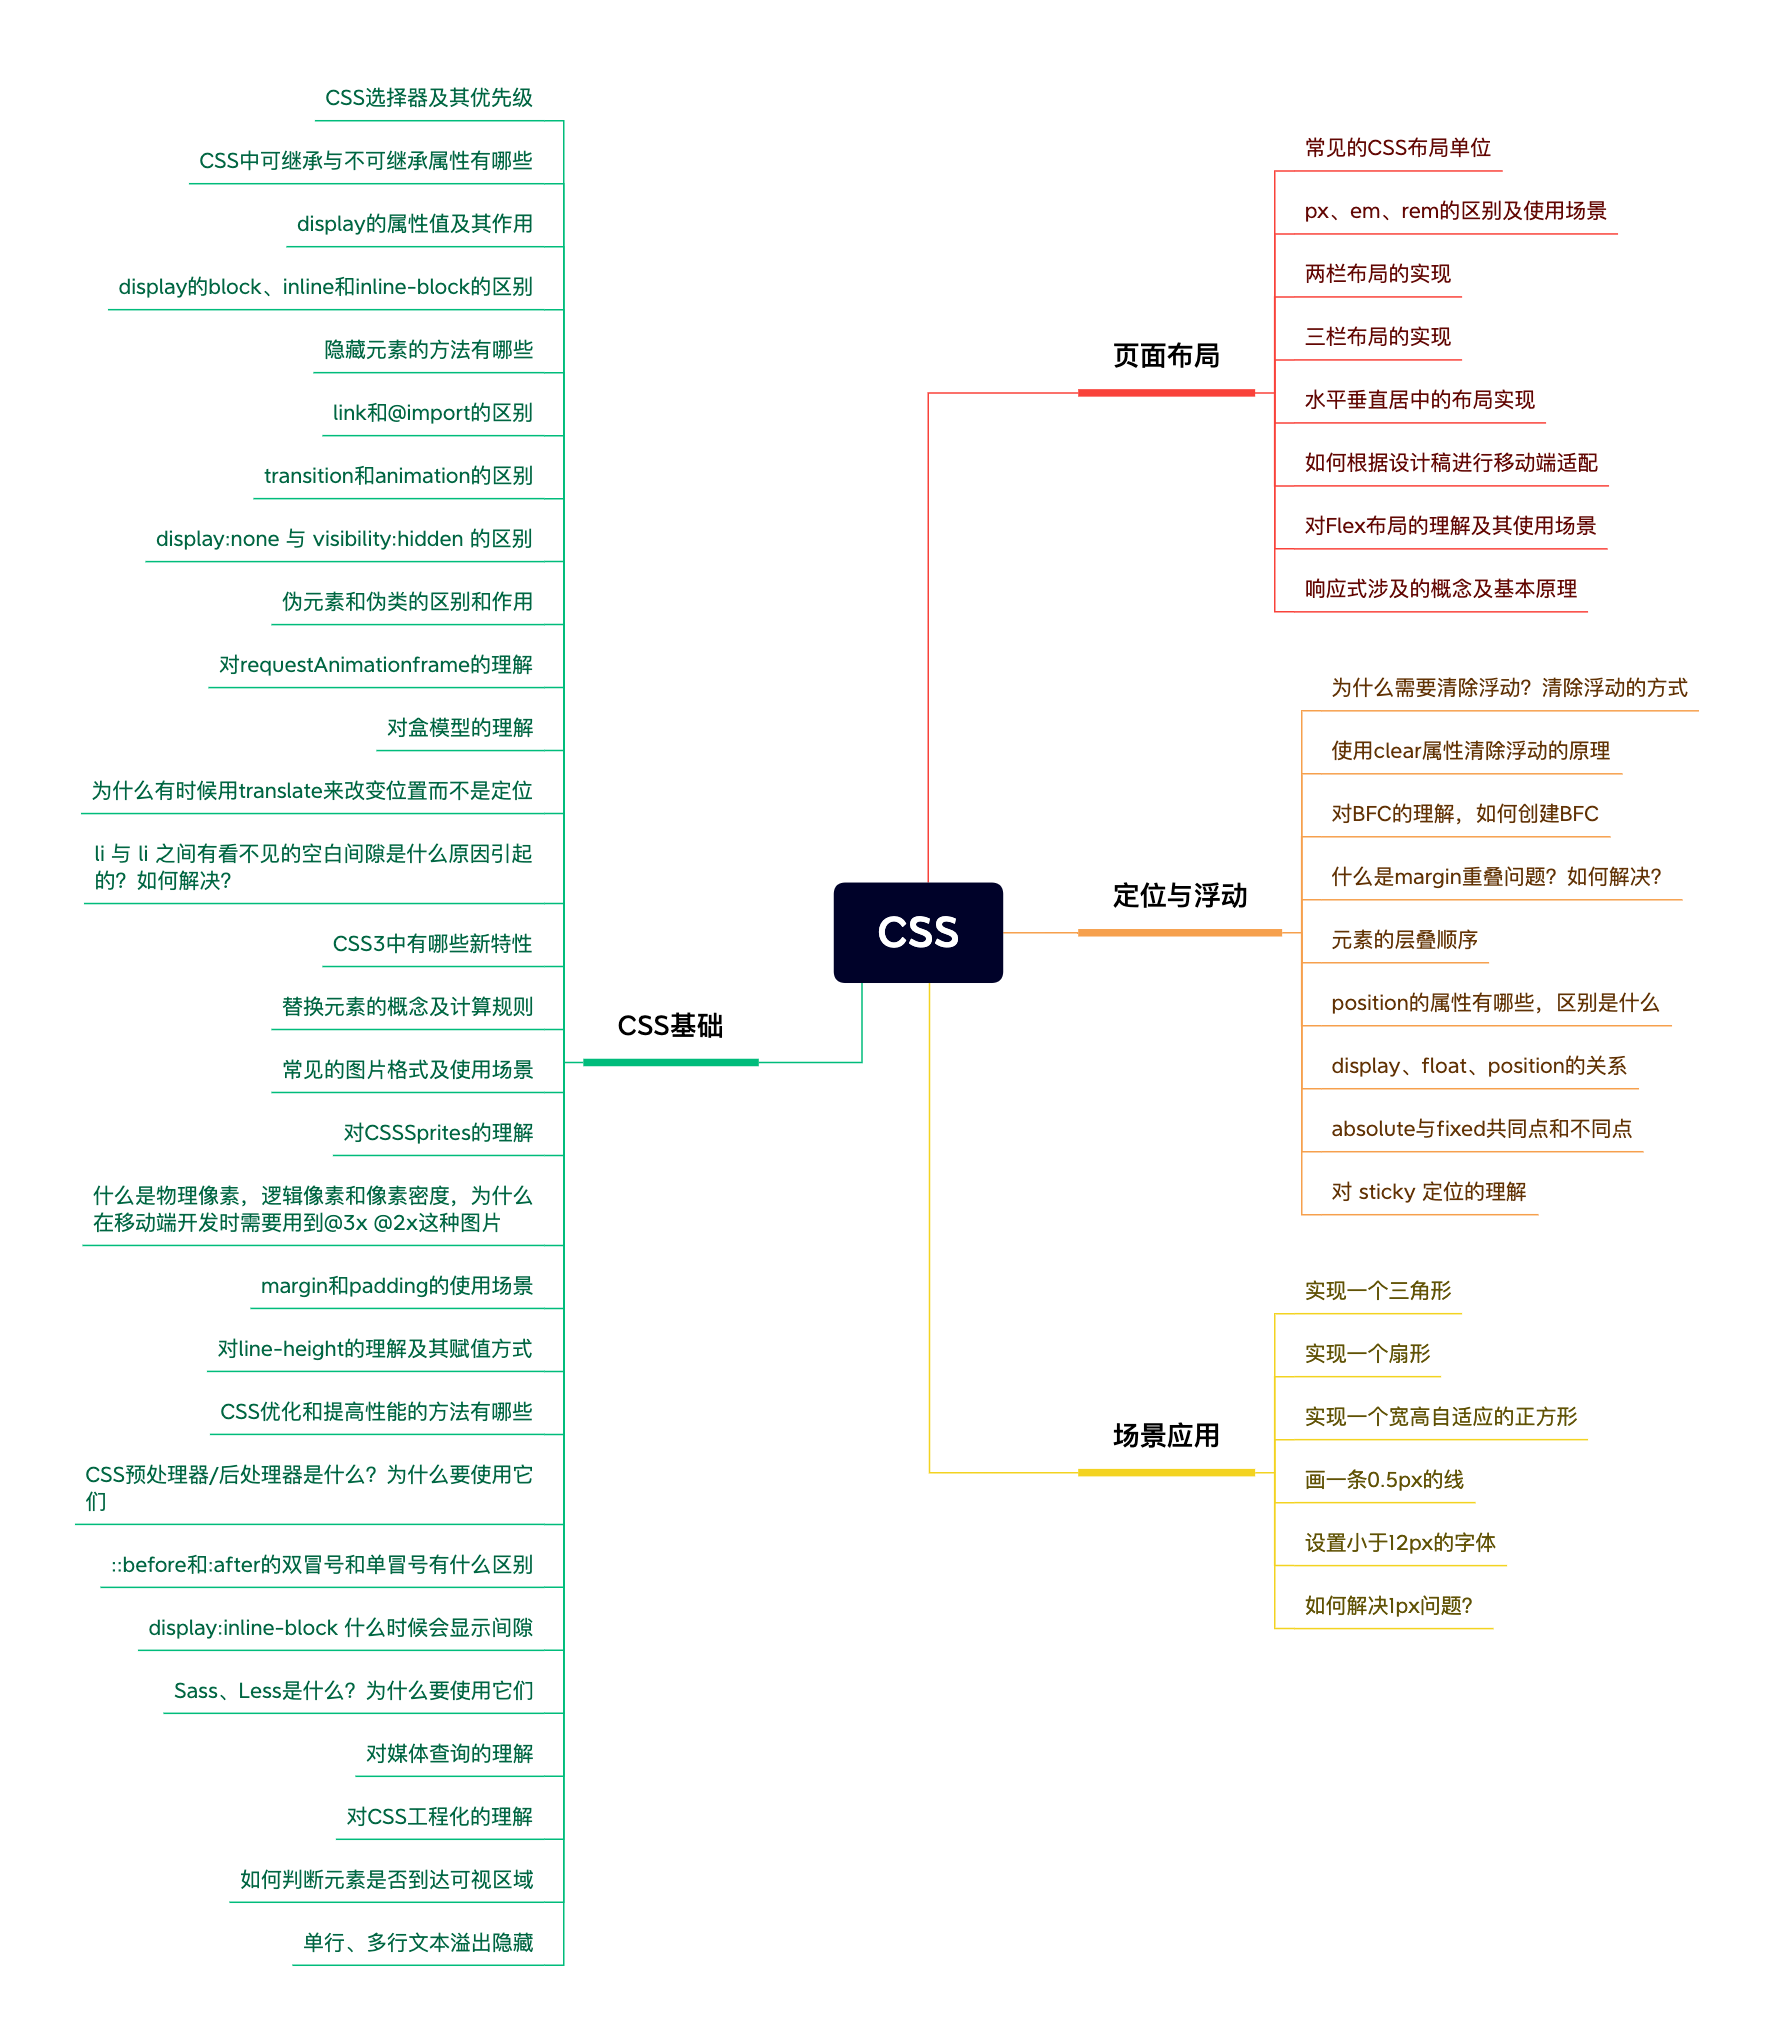 CSS
CSS基础
CSS选择器及其优先级
CSS中可继承与不可继承属性有哪些
display的属性值及其作用
display的block、inline和inline-block的区别
隐藏元素的方法有哪些
link和@import的区别
transition和animation的区别
display:none 与 visibility:hidden 的区别
伪元素和伪类的区别和作用
对requestAnimationframe的理解
对盒模型的理解
为什么有时候用translate来改变位置而不是定位
li 与 li 之间有看不见的空白间隙是什么原因引起
的？如何解决？
CSS3中有哪些新特性
替换元素的概念及计算规则
常见的图片格式及使用场景
对CSSSprites的理解
什么是物理像素，逻辑像素和像素密度，为什么
在移动端开发时需要用到@3x @2x这种图片
margin和padding的使用场景
对line-height的理解及其赋值方式
CSS优化和提高性能的方法有哪些
CSS预处理器/后处理器是什么？为什么要使用它
们
::before和:after的双冒号和单冒号有什么区别
display:inline-block 什么时候会显示间隙
Sass、Less是什么？为什么要使用它们
对媒体查询的理解
对CSS工程化的理解
如何判断元素是否到达可视区域
单行、多行文本溢出隐藏
页面布局
常见的CSS布局单位
px、em、rem的区别及使用场景
两栏布局的实现
三栏布局的实现
水平垂直居中的布局实现
如何根据设计稿进行移动端适配
对Flex布局的理解及其使用场景
响应式涉及的概念及基本原理
定位与浮动
为什么需要清除浮动？清除浮动的方式
使用clear属性清除浮动的原理
对BFC的理解，如何创建BFC
什么是margin重叠问题？如何解决？
元素的层叠顺序
position的属性有哪些，区别是什么
display、float、position的关系
absolute与fixed共同点和不同点
对 sticky 定位的理解
场景应用
实现一个三角形
实现一个扇形
实现一个宽高自适应的正方形
画一条0.5px的线
设置小于12px的字体
如何解决1px问题？